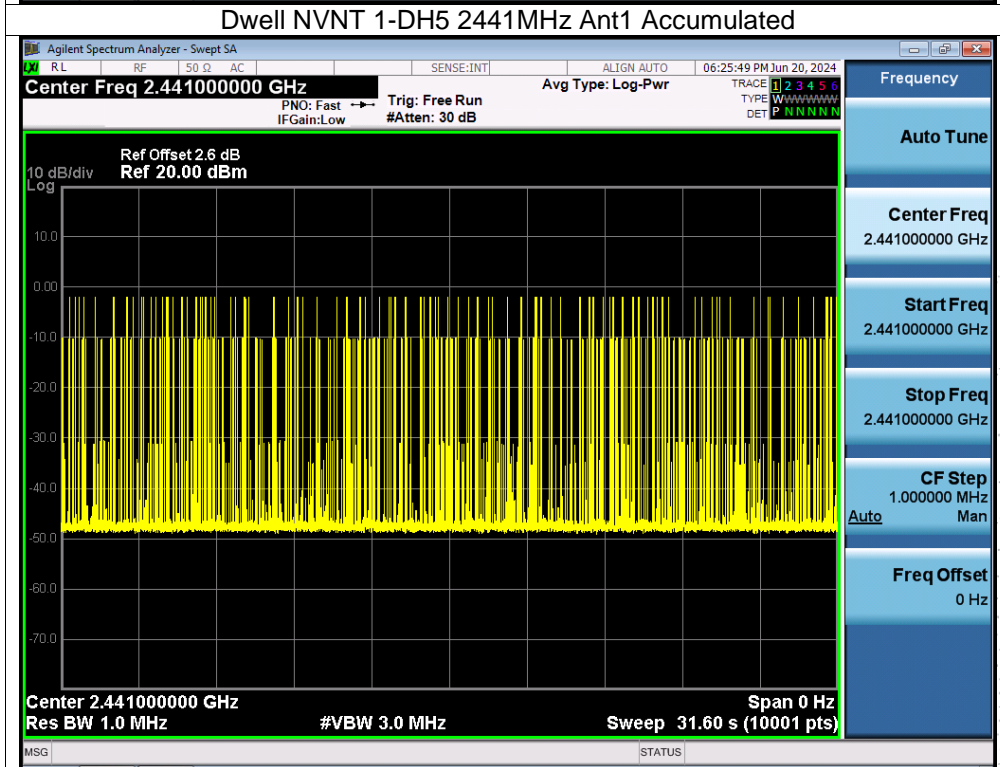 Dwell NVNT 1-DH5 2441MHz Ant1 Accumulated
Agilent Spectrum Analyzer - Swept SA
LXI RL RF 50 Ω AC SENSE:INT ALIGN AUTO 06:25:49 PM Jun 20, 2024
Center Freq 2.441000000 GHz
PNO: Fast
IFGain:Low
Trig: Free Run
#Atten: 30 dB
Avg Type: Log-Pwr
TRACE 1 2 3 4 5 6
TYPE WWWWWWW
DET P N N N N N
Ref Offset 2.6 dB
10 dB/div Ref 20.00 dBm
Log
10.0
0.00
-10.0
-20.0
-30.0
-40.0
-50.0
-60.0
-70.0
Center 2.441000000 GHz Span 0 Hz
Res BW 1.0 MHz #VBW 3.0 MHz Sweep 31.60 s (10001 pts)
MSG STATUS
Frequency
Auto Tune
Center Freq
2.441000000 GHz
Start Freq
2.441000000 GHz
Stop Freq
2.441000000 GHz
CF Step
1.000000 MHz
Auto Man
Freq Offset
0 Hz